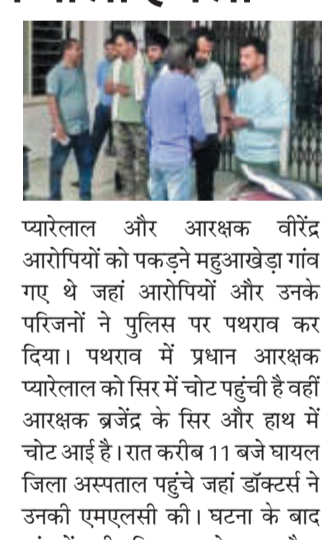 प्यारेलाल और आरक्षक वीरेंद्र
आरोपियों को पकड़ने महुआखेड़ा गांव
गए थे जहां आरोपियों और उनके
परिजनों ने पुलिस पर पथराव कर
दिया। पथराव में प्रधान आरक्षक
प्यारेलाल को सिर में चोट पहुंची है वहीं
आरक्षक ब्रजेंद्र के सिर और हाथ में
चोट आई है। रात करीब 11 बजे घायल
जिला अस्पताल पहुंचे जहां डॉक्टर्स ने
उनकी एमएलसी की। घटना के बाद